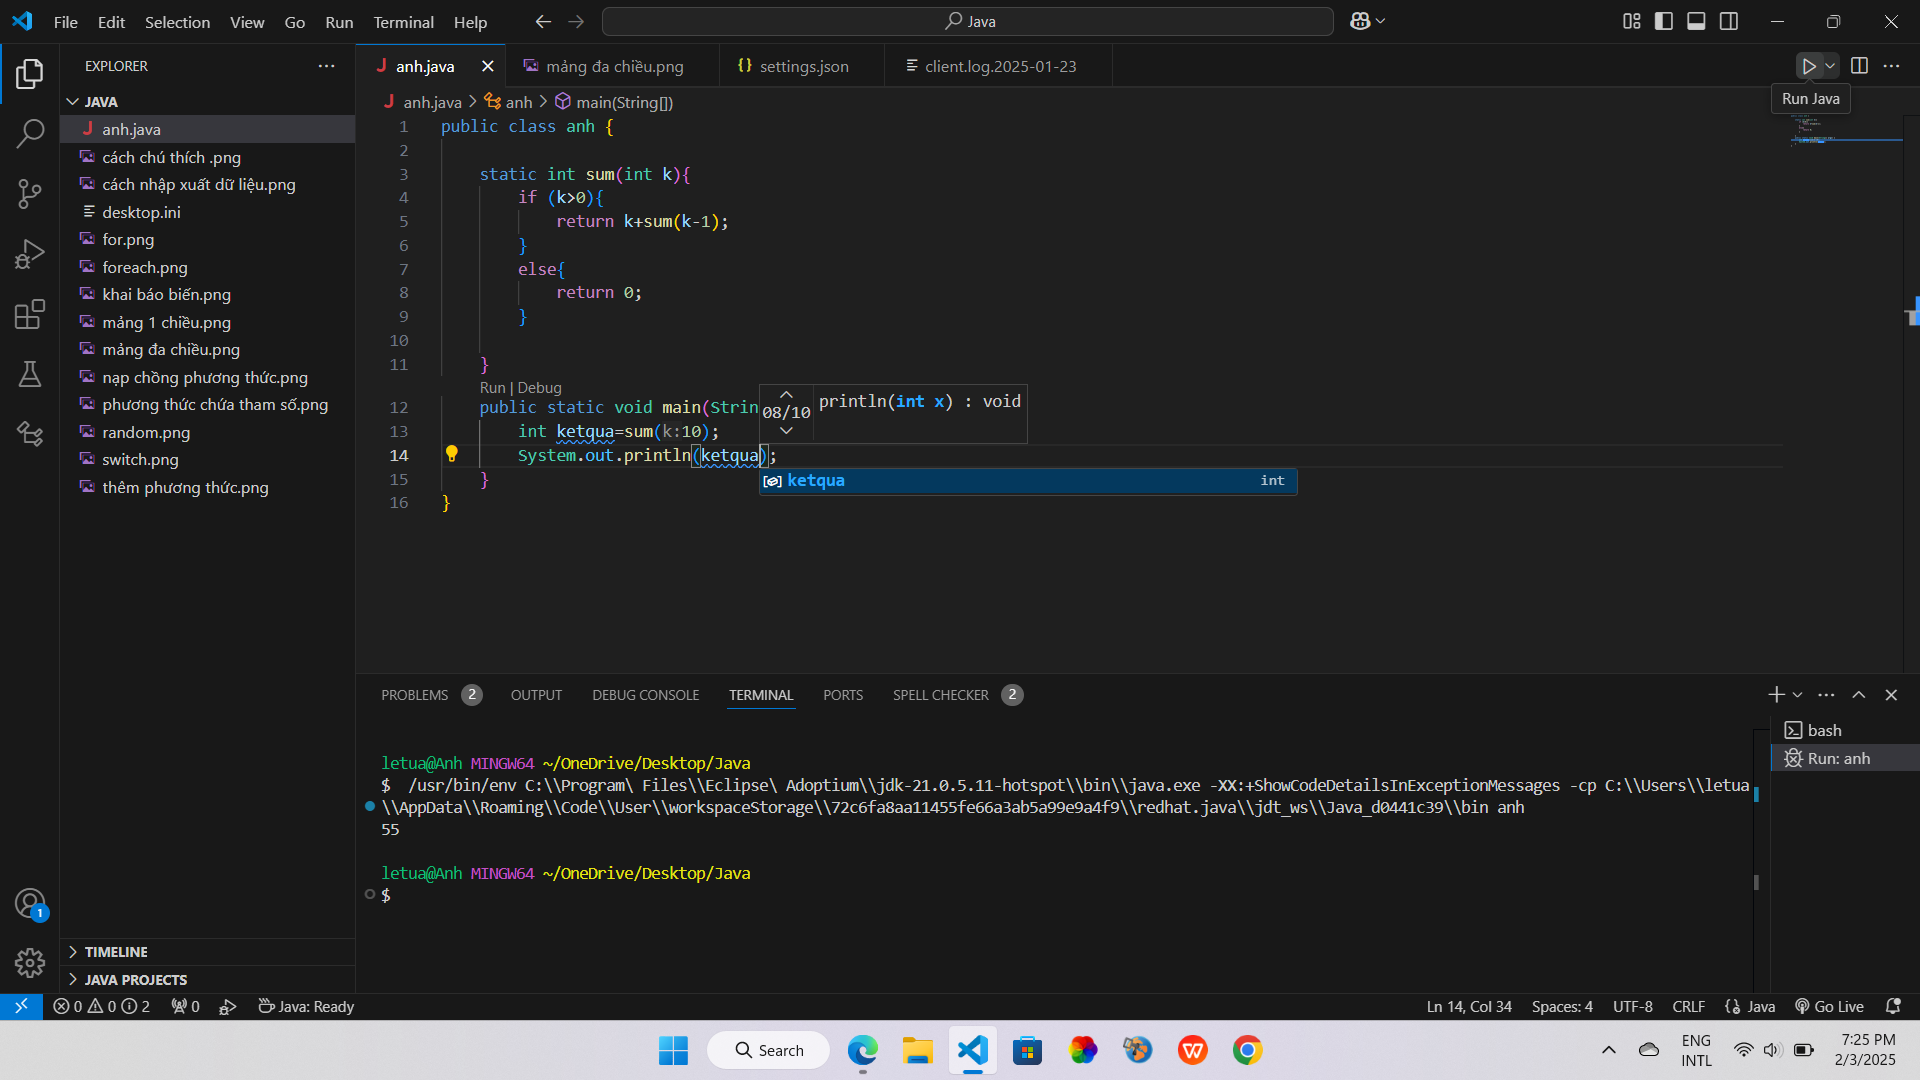 File Edit Selection View Go Run Terminal Help
Java
EXPLORER
JAVA
anh.java
cách chú thích .png
cách nhập xuất dữ liệu.png
desktop.ini
for.png
foreach.png
khai báo biến.png
mảng 1 chiều.png
mảng đa chiều.png
nạp chồng phương thức.png
phương thức chứa tham số.png
random.png
switch.png
thêm phương thức.png
TIMELINE
JAVA PROJECTS
anh.java mảng đa chiều.png settings.json client.log.2025-01-23
Run Java
anh.java anh main(String[])
1 public class anh {
2
3 static int sum(int k){
4 if (k>0){
5 return k+sum(k-1);
6 }
7 else{
8 return 0;
9 }
10
11 }
Run | Debug
12 public static void main(Strin
08/10 println(int x) : void
13 int ketqua=sum(k:10);
14 System.out.println(ketqua);
ketqua int
15 }
16 }
PROBLEMS 2 OUTPUT DEBUG CONSOLE TERMINAL PORTS SPELL CHECKER 2
bash
Run: anh
letua@Anh MINGW64 ~/OneDrive/Desktop/Java
$ /usr/bin/env C:\\Program\ Files\\Eclipse\ Adoptium\\jdk-21.0.5.11-hotspot\\bin\\java.exe -XX:+ShowCodeDetailsInExceptionMessages -cp C:\\Users\\letua
\\AppData\\Roaming\\Code\\User\\workspaceStorage\\72c6fa8aa11455fe66a3ab5a99e9a4f9\\redhat.java\\jdt_ws\\Java_d0441c39\\bin anh
55
letua@Anh MINGW64 ~/OneDrive/Desktop/Java
$
1
0 0 2 0 Java: Ready
Ln 14, Col 34 Spaces: 4 UTF-8 CRLF Java Go Live
Search
ENG
INTL
7:25 PM
2/3/2025